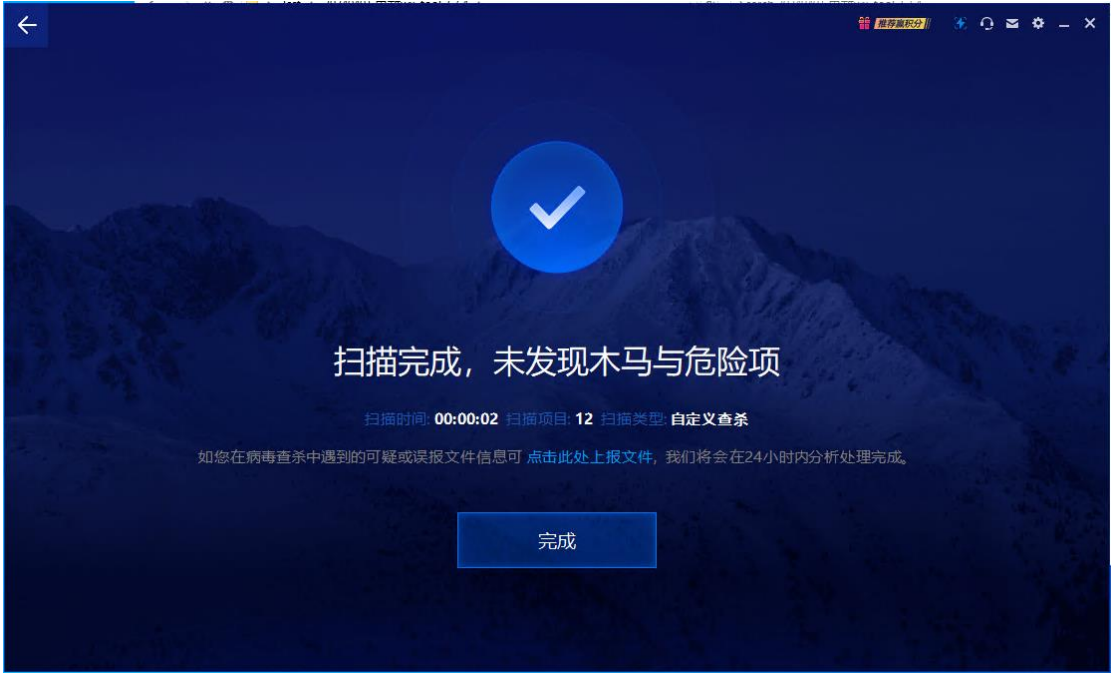 推荐赢积分
扫描完成，未发现木马与危险项
扫描时间: 00:00:02 扫描项目: 12 扫描类型: 自定义查杀
如您在病毒查杀中遇到的可疑或误报文件信息可 点击此处上报文件，我们将会在24小时内分析处理完成。
完成